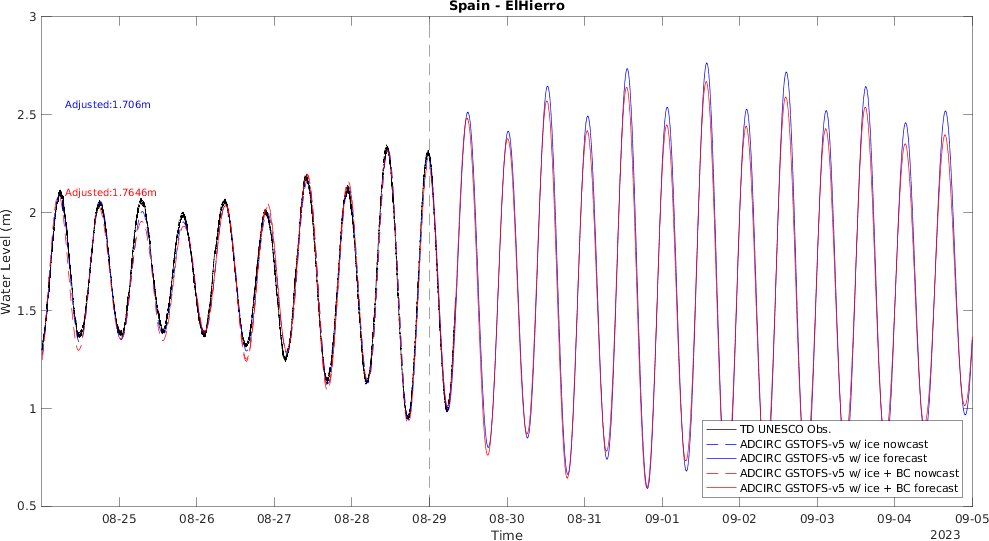 Spain - ElHierro
3
2.5
2
1.5
1
0.5
Water Level (m)
Adjusted:1.706m
Adjusted:1.7646m
TD UNESCO Obs.
ADCIRC GSTOFS-v5 w/ ice nowcast
ADCIRC GSTOFS-v5 w/ ice forecast
ADCIRC GSTOFS-v5 w/ ice + BC nowcast
ADCIRC GSTOFS-v5 w/ ice + BC forecast
08-25 08-26 08-27 08-28 08-29 08-30 08-31 09-01 09-02 09-03 09-04 09-05
Time
2023